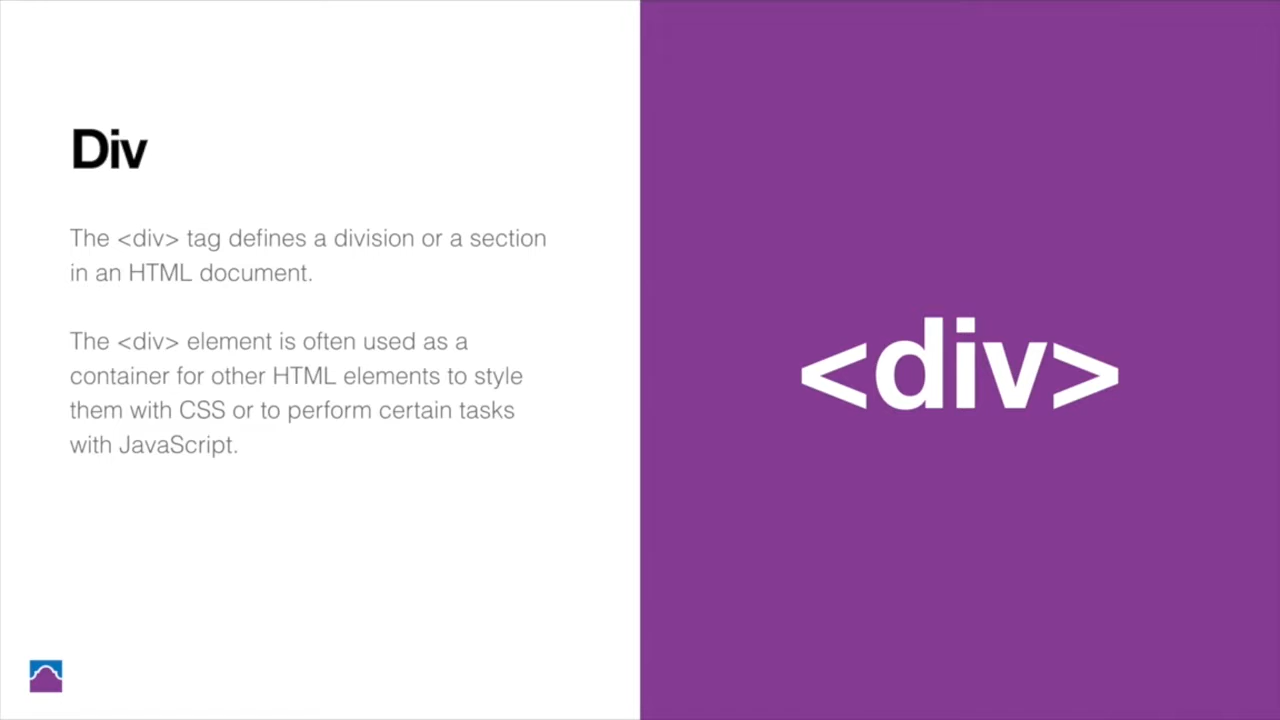 Div
The <div> tag defines a division or a section
in an HTML document.
The <div> element is often used as a
container for other HTML elements to style
them with CSS or to perform certain tasks
with JavaScript.
<div>